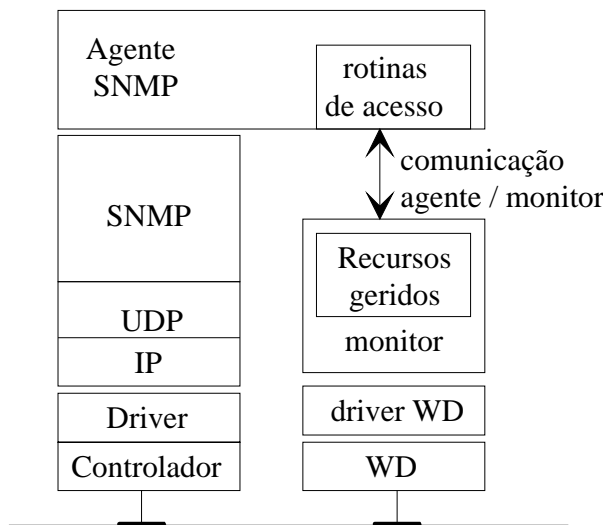 Agente
SNMP
rotinas
de acesso
comunicação
agente / monitor
SNMP
UDP
IP
Driver
Controlador
Recursos
geridos
monitor
driver WD
WD